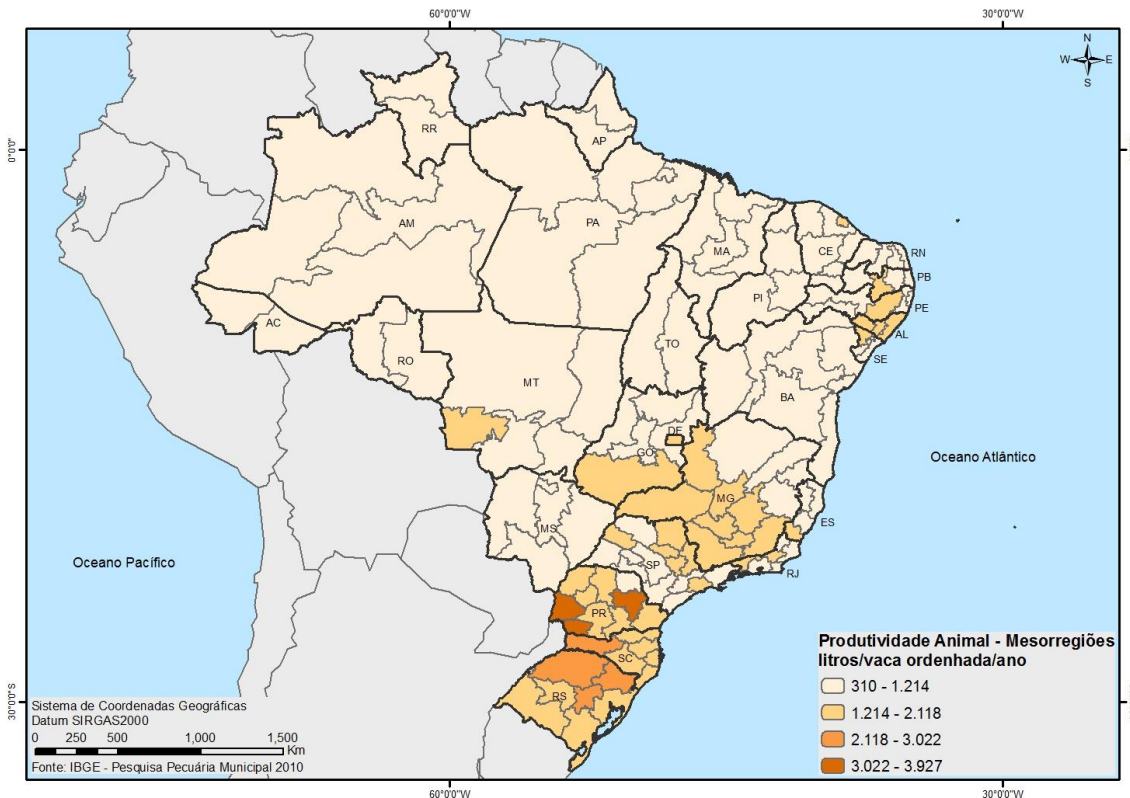 60°0'0"W
30°0'0"W
N
W
E
S
0°0'0"
RR
AP
AM
PA
MA
CE
RN
PB
PE
AL
SE
PI
AC
RO
TO
MT
BA
DF
GO
Oceano Atlântico
MG
MS
ES
Oceano Pacífico
SP
RJ
PR
SC
RS
Produtividade Animal - Mesorregiões
litros/vaca ordenhada/ano
310 - 1.214
1.214 - 2.118
2.118 - 3.022
3.022 - 3.927
30°0'0"S
Sistema de Coordenadas Geográficas
Datum SIRGAS2000
0 250 500 1,000 1,500
Km
Fonte: IBGE - Pesquisa Pecuária Municipal 2010
60°0'0"W
30°0'0"W